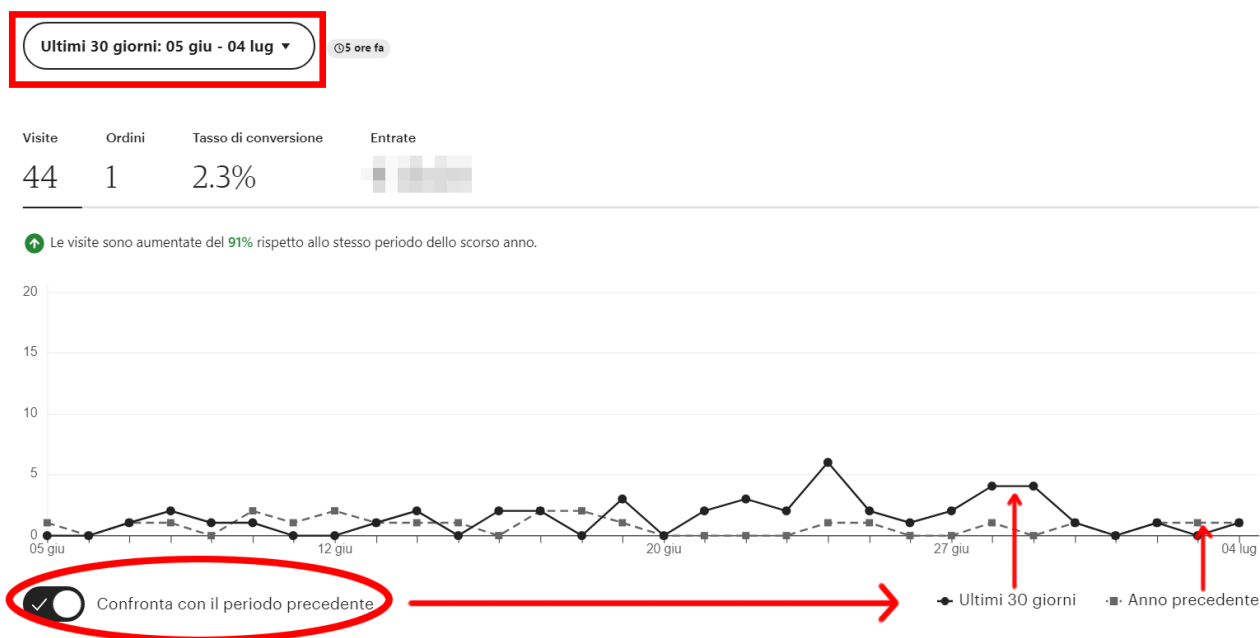 Ultimi 30 giorni: 05 giu - 04 lug
5 ore fa
Visite Ordini Tasso di conversione Entrate
44 1 2.3%
Le visite sono aumentate del 91% rispetto allo stesso periodo dello scorso anno.
20
15
10
5
0
05 giu 12 giu 20 giu 27 giu 04 lug
Confronta con il periodo precedente Ultimi 30 giorni Anno precedente